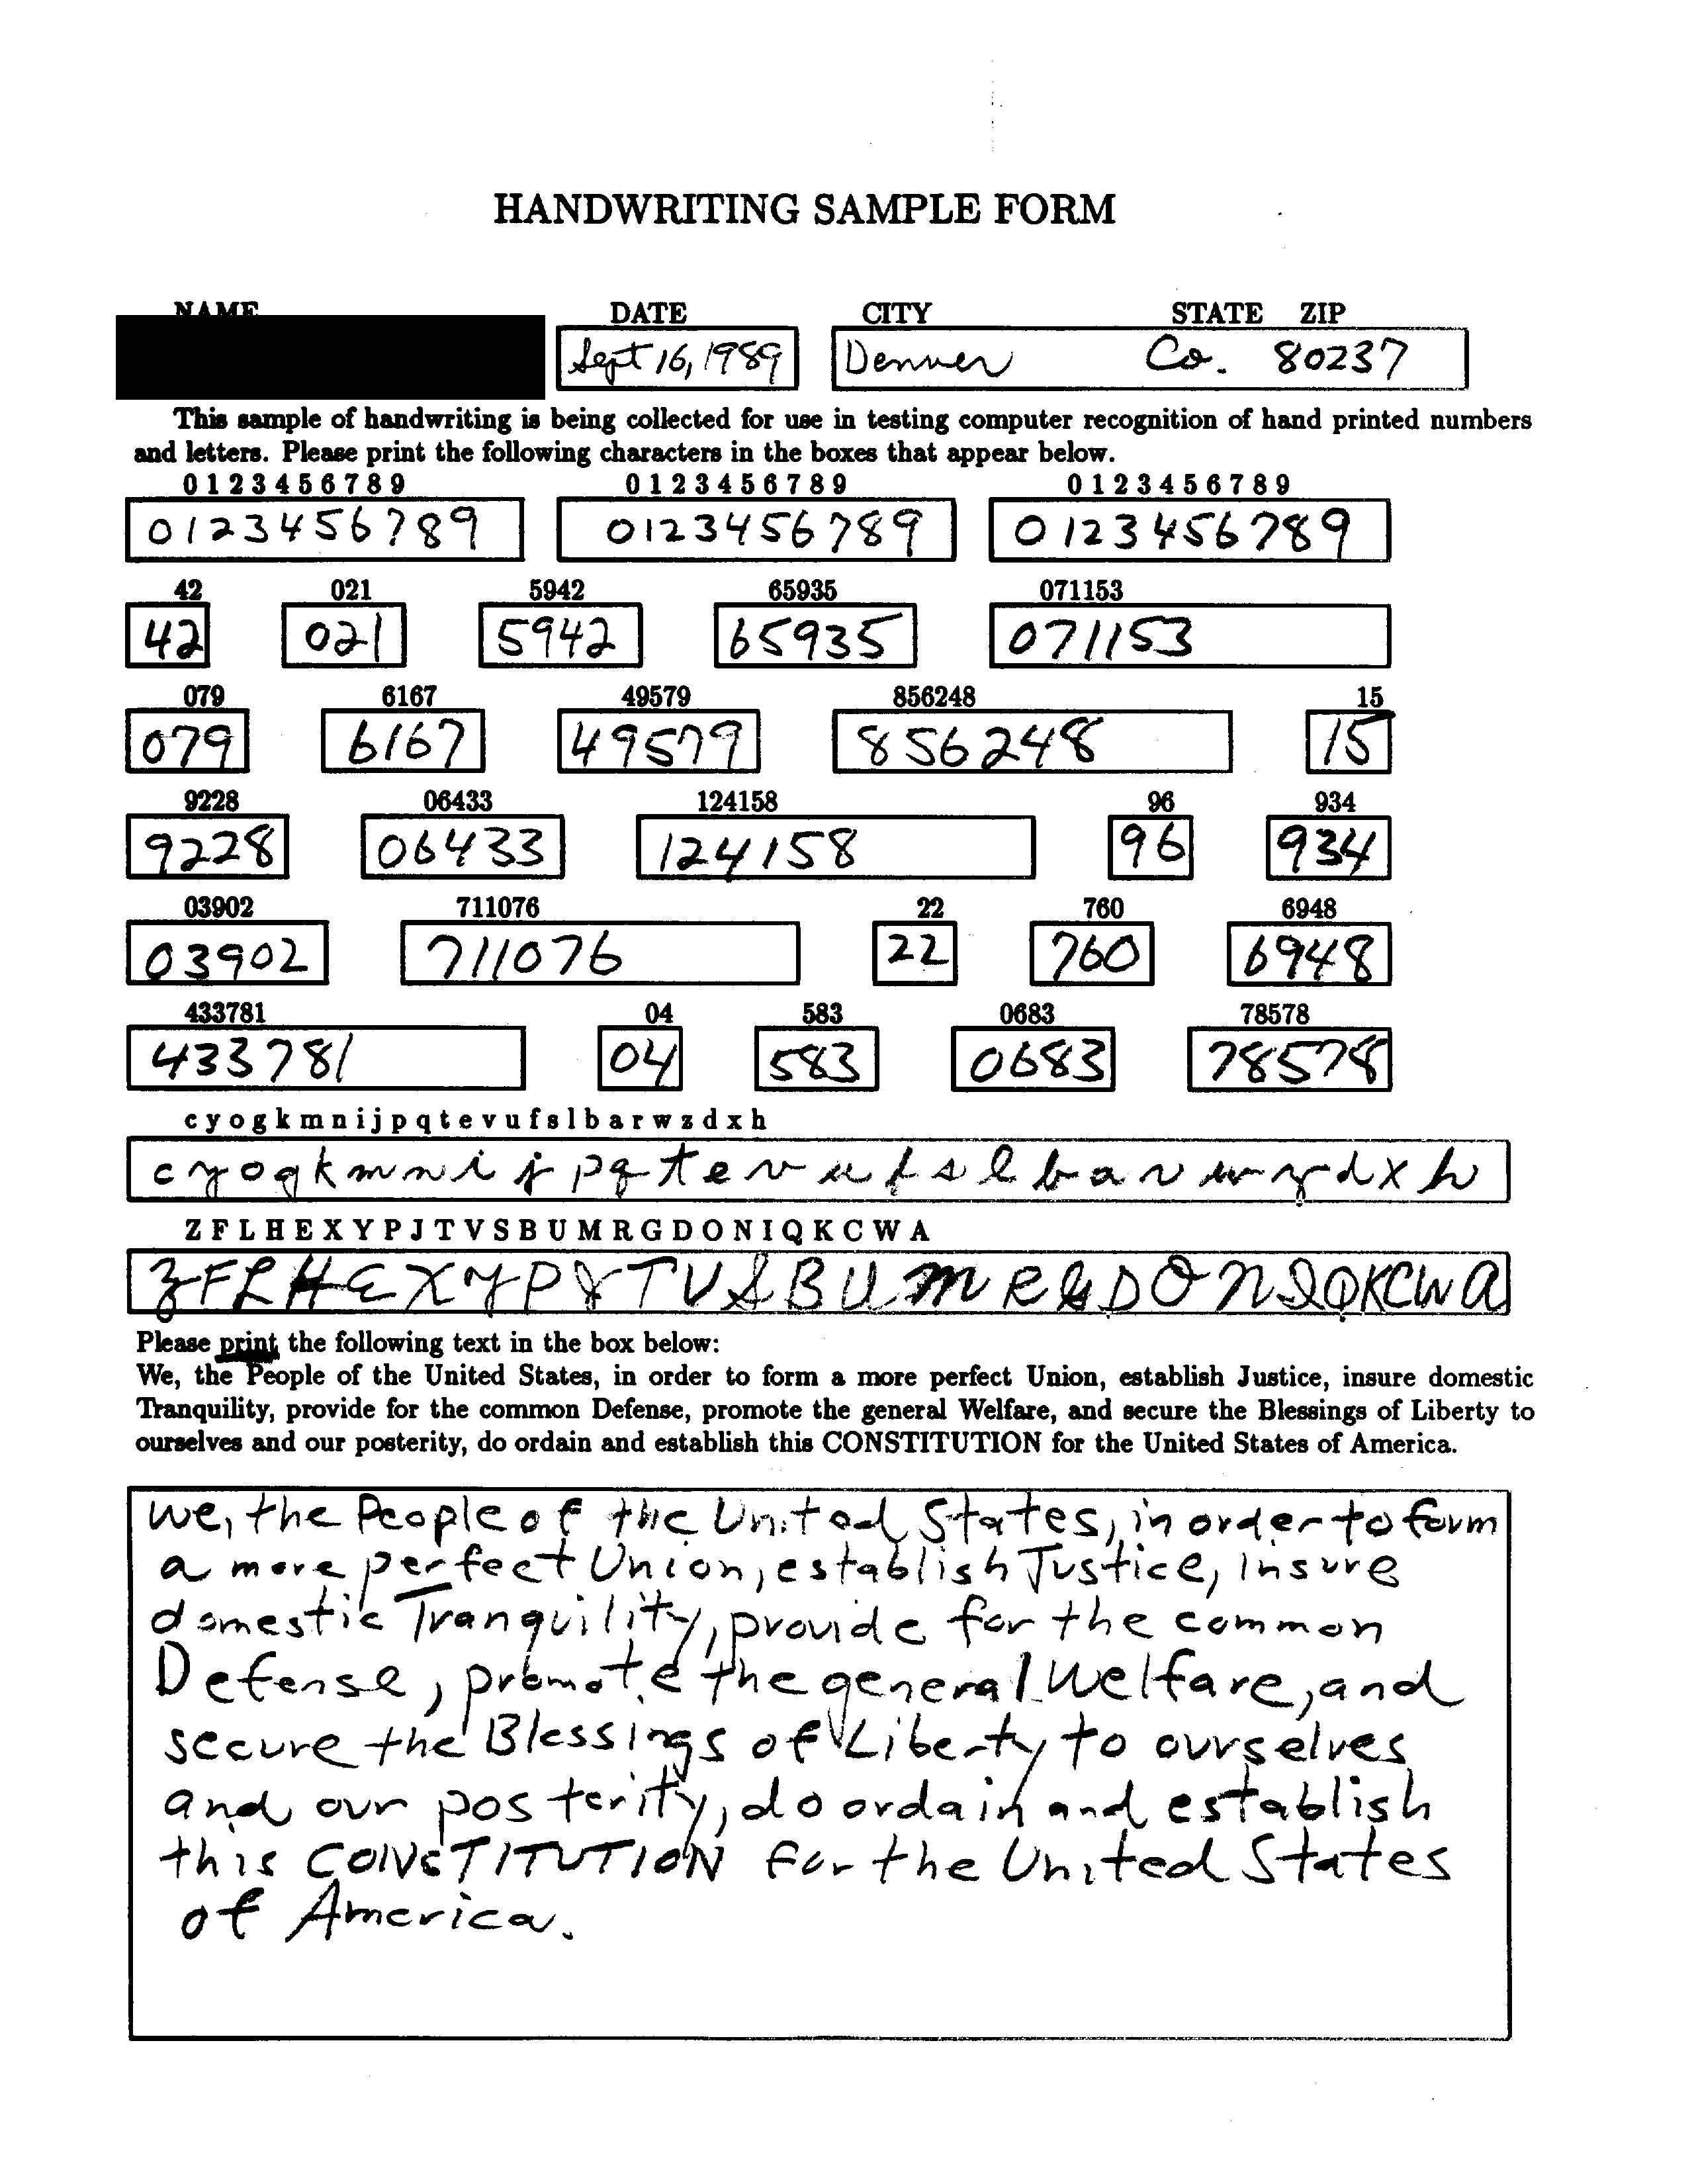 HANDWRITING SAMPLE FORM
NAME DATE CITY STATE ZIP
Sept 16, 1989 Denver Co. 80237
This sample of handwriting is being collected for use in testing computer recognition of hand printed numbers
and letters. Please print the following characters in the boxes that appear below.
0 1 2 3 4 5 6 7 8 9 0 1 2 3 4 5 6 7 8 9 0 1 2 3 4 5 6 7 8 9
0123456789 0123456789 0123456789
42 021 5942 65935 071153
42 021 5942 65935 071153
079 6167 49579 856248 15
079 6167 49579 856248 15
9228 06433 124158 96 934
9228 06433 124158 96 934
03902 711076 22 760 6948
03902 711076 22 760 6948
433781 04 583 0683 78578
433781 04 583 0683 78578
c y o g k m n i j p q t e v u f s l b a r w z d x h
c y o g k m n i j p q t e v u f s l b a r w z d x h
Z F L H E X Y P J T V S B U M R G D O N I Q K C W A
Z F L H E X Y P J T V S B U M R G D O N I Q K C W A
Please print the following text in the box below:
We, the People of the United States, in order to form a more perfect Union, establish Justice, insure domestic
Tranquility, provide for the common Defense, promote the general Welfare, and secure the Blessings of Liberty to
ourselves and our posterity, do ordain and establish this CONSTITUTION for the United States of America.
We, the People of the United States, in order to form
a more perfect Union, establish Justice, insure
domestic Tranquility, provide for the common
Defense, promote the general Welfare, and
secure the Blessings of Liberty to ourselves
and our posterity, do ordain and establish
this CONSTITUTION for the United States
of America.